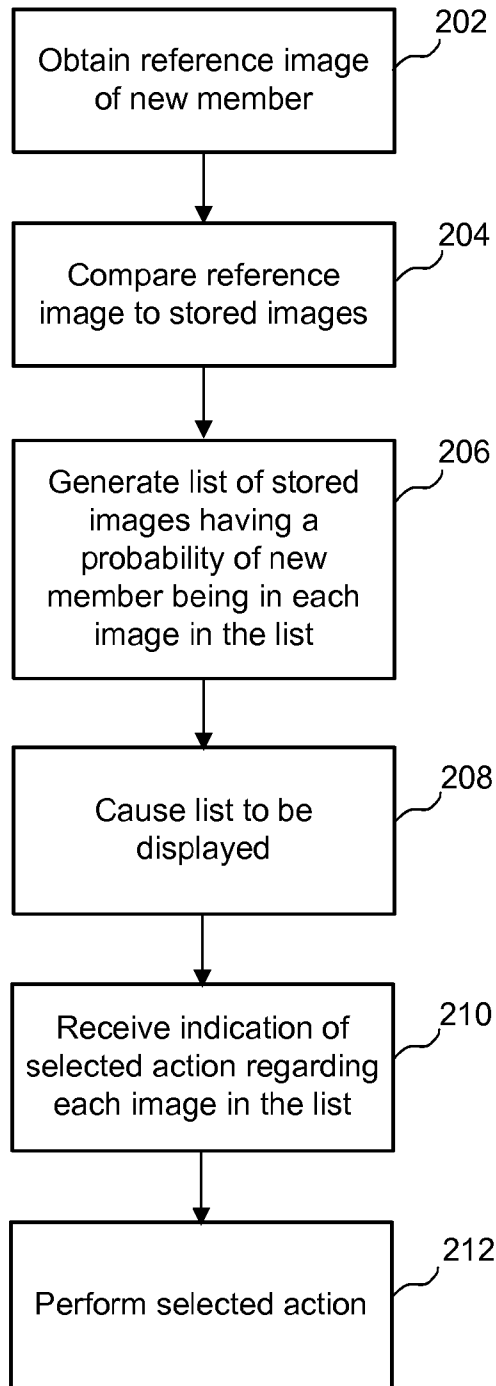 202
Obtain reference image
of new member
204
Compare reference
image to stored images
206
Generate list of stored
images having a
probability of new
member being in each
image in the list
208
Cause list to be
displayed
210
Receive indication of
selected action regarding
each image in the list
212
Perform selected action